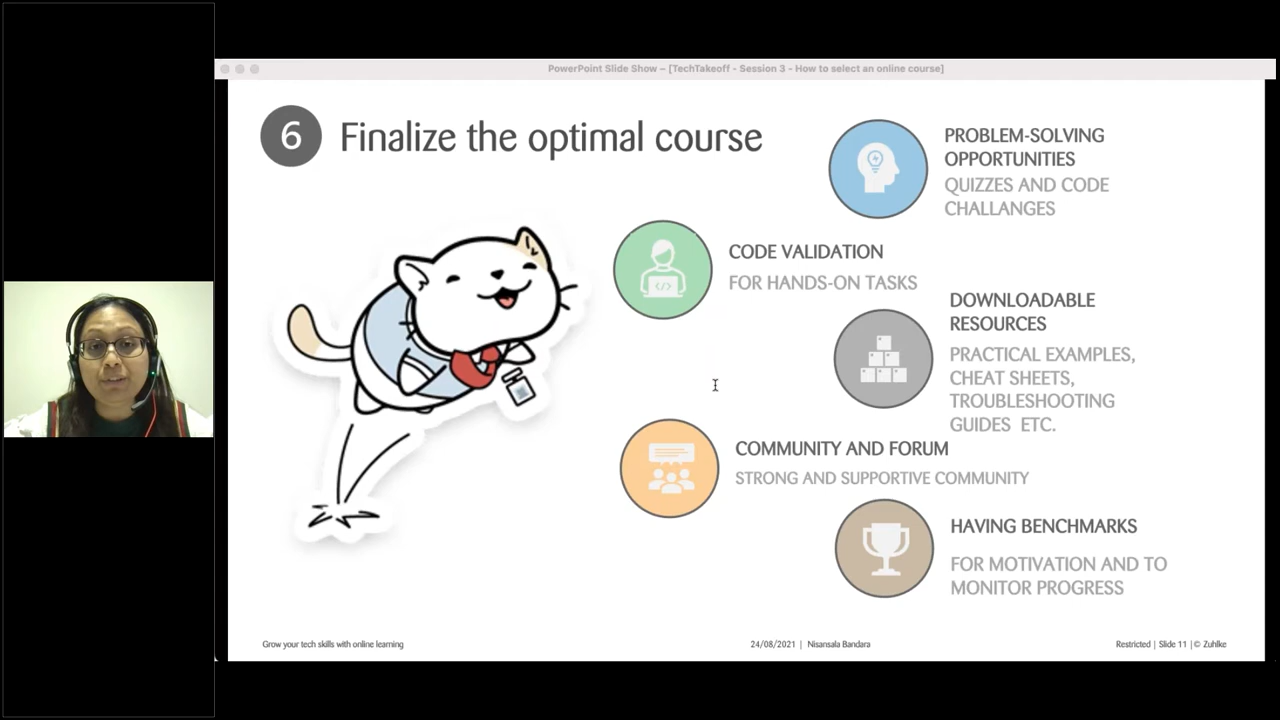 PowerPoint Slide Show – [TechTakeoff - Session 3 - How to select an online course]
6 Finalize the optimal course
PROBLEM-SOLVING
OPPORTUNITIES
QUIZZES AND CODE
CHALLANGES
CODE VALIDATION
FOR HANDS-ON TASKS
</>
DOWNLOADABLE
RESOURCES
PRACTICAL EXAMPLES,
CHEAT SHEETS,
TROUBLESHOOTING
GUIDES ETC.
COMMUNITY AND FORUM
STRONG AND SUPPORTIVE COMMUNITY
HAVING BENCHMARKS
FOR MOTIVATION AND TO
MONITOR PROGRESS
Grow your tech skills with online learning
24/08/2021 | Nisansala Bandara
Restricted | Slide 11 | © Zuhlke